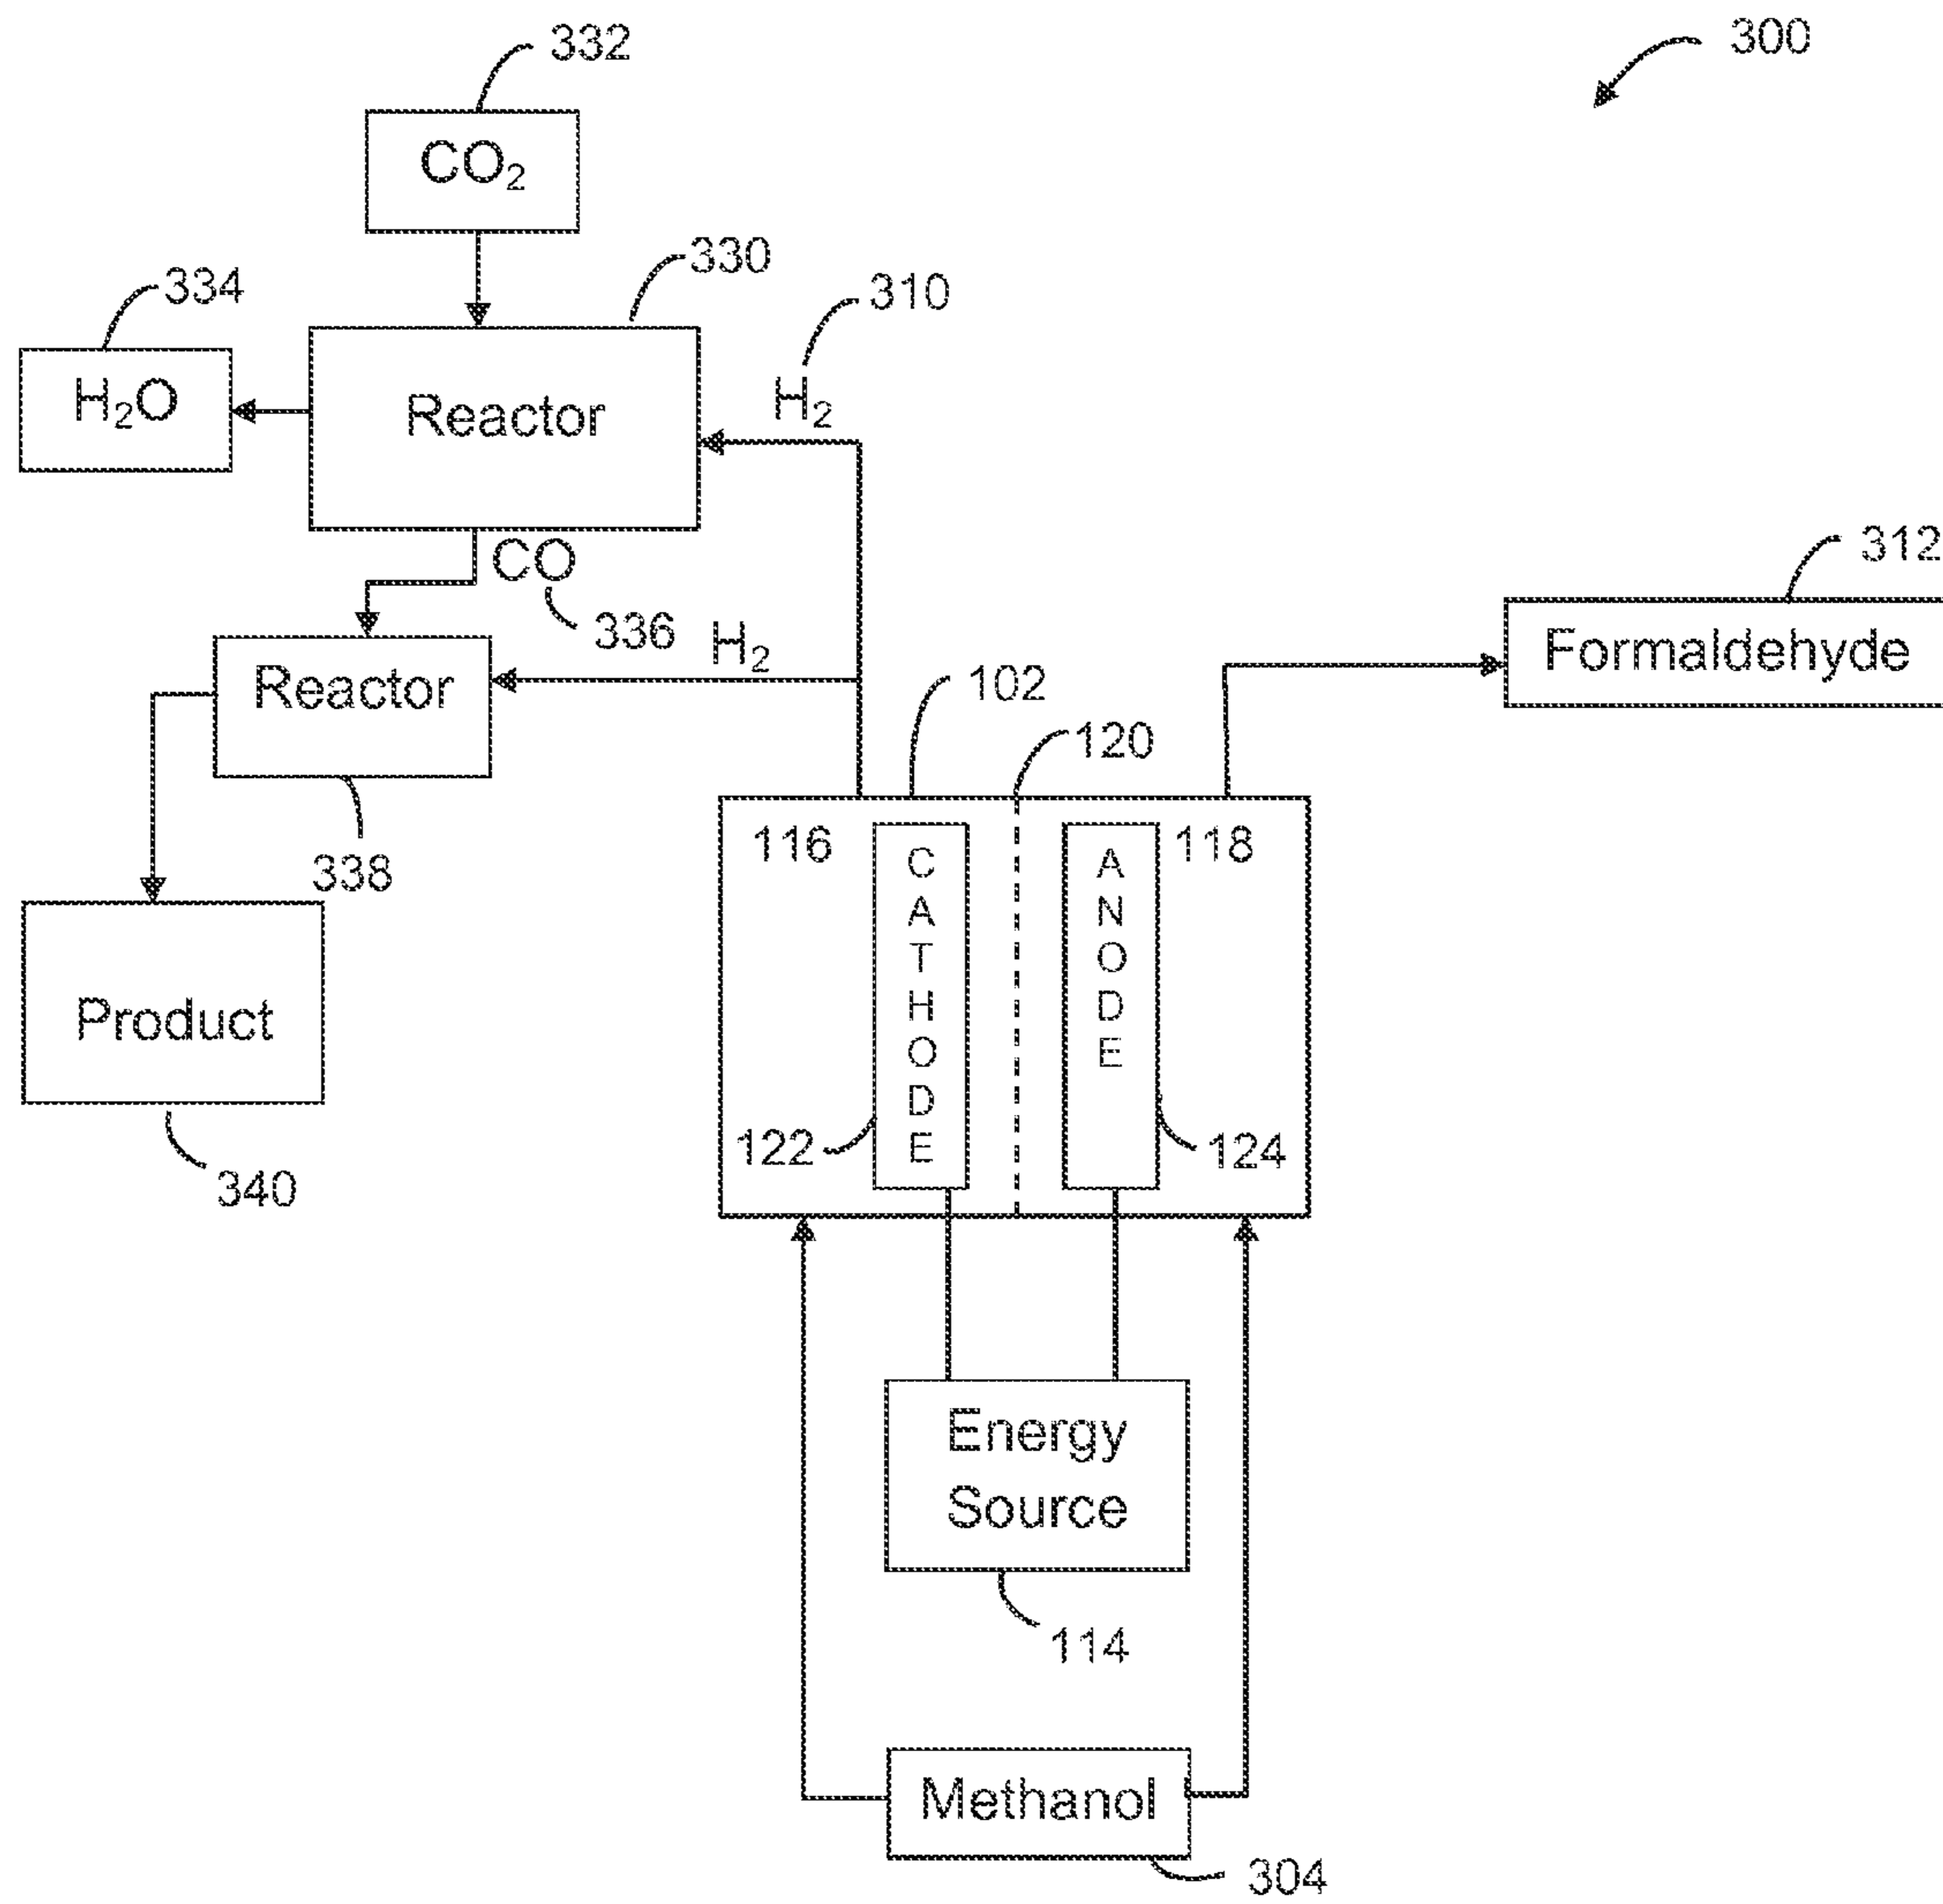 332
300
CO₂
330
334
310
H₂O
Reactor
H₂
CO
312
336
H₂
Formaldehyde
Reactor
102
120
338
116
118
CATHODE
ANODE
Product
122
124
340
Energy
Source
114
Methanol
304